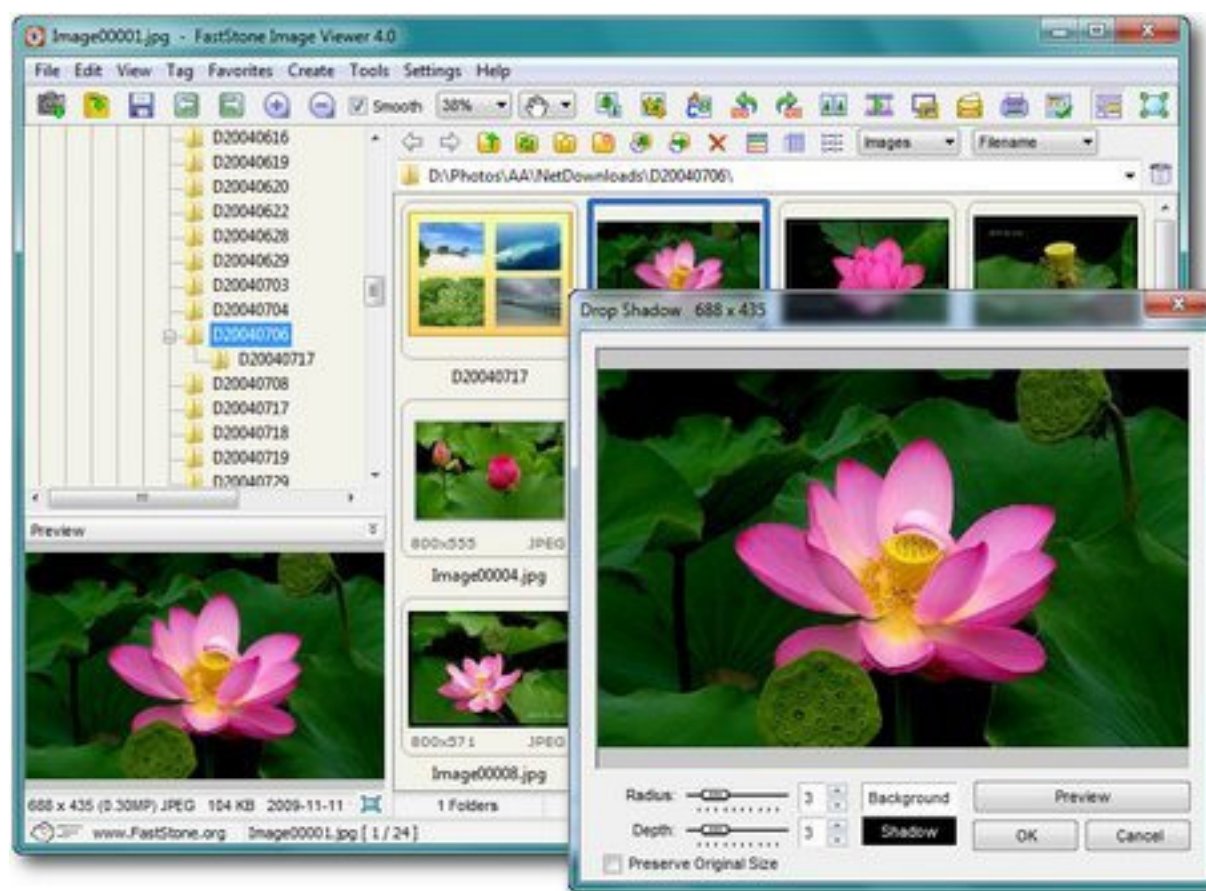 Image00001.jpg - FastStone Image Viewer 4.0
File Edit View Tag Favorites Create Tools Settings Help
Smooth 38%
D20040616
D20040619
D20040620
D20040622
D20040628
D20040629
D20040703
D20040704
D20040706
D20040717
D20040708
D20040717
D20040718
D20040719
D20040729
Images Filename
D:\Photos\AA\NetDownloads\D20040706\
D20040717
800x555 JPEG
Image00004.jpg
800x571 JPEG
Image00008.jpg
Preview
688 x 435 (0.30MP) JPEG 104 KB 2009-11-11
1 Folders
www.FastStone.org Image00001.jpg [ 1 / 24 ]
Drop Shadow 688 x 435
Radius: 3 Background Preview
Depth: 3 Shadow OK Cancel
Preserve Original Size